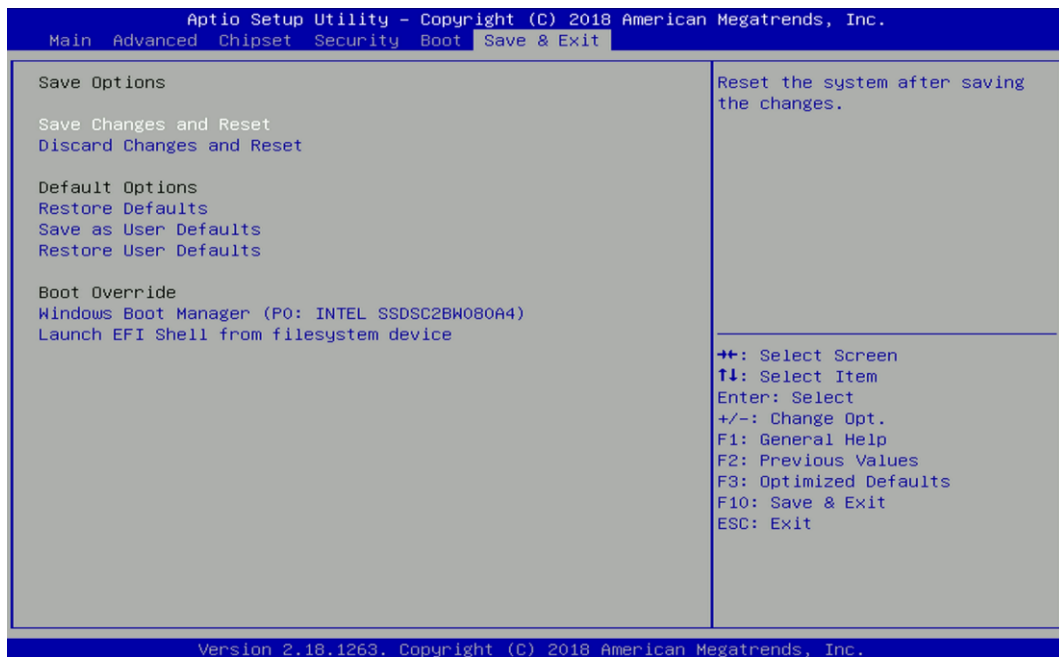 Aptio Setup Utility – Copyright (C) 2018 American Megatrends, Inc.
Main Advanced Chipset Security Boot Save & Exit
Save Options
Save Changes and Reset
Discard Changes and Reset
Default Options
Restore Defaults
Save as User Defaults
Restore User Defaults
Boot Override
Windows Boot Manager (P0: INTEL SSDSC2BW080A4)
Launch EFI Shell from filesystem device
Reset the system after saving
the changes.
→←: Select Screen
↑↓: Select Item
Enter: Select
+/-: Change Opt.
F1: General Help
F2: Previous Values
F3: Optimized Defaults
F10: Save & Exit
ESC: Exit
Version 2.18.1263. Copyright (C) 2018 American Megatrends, Inc.